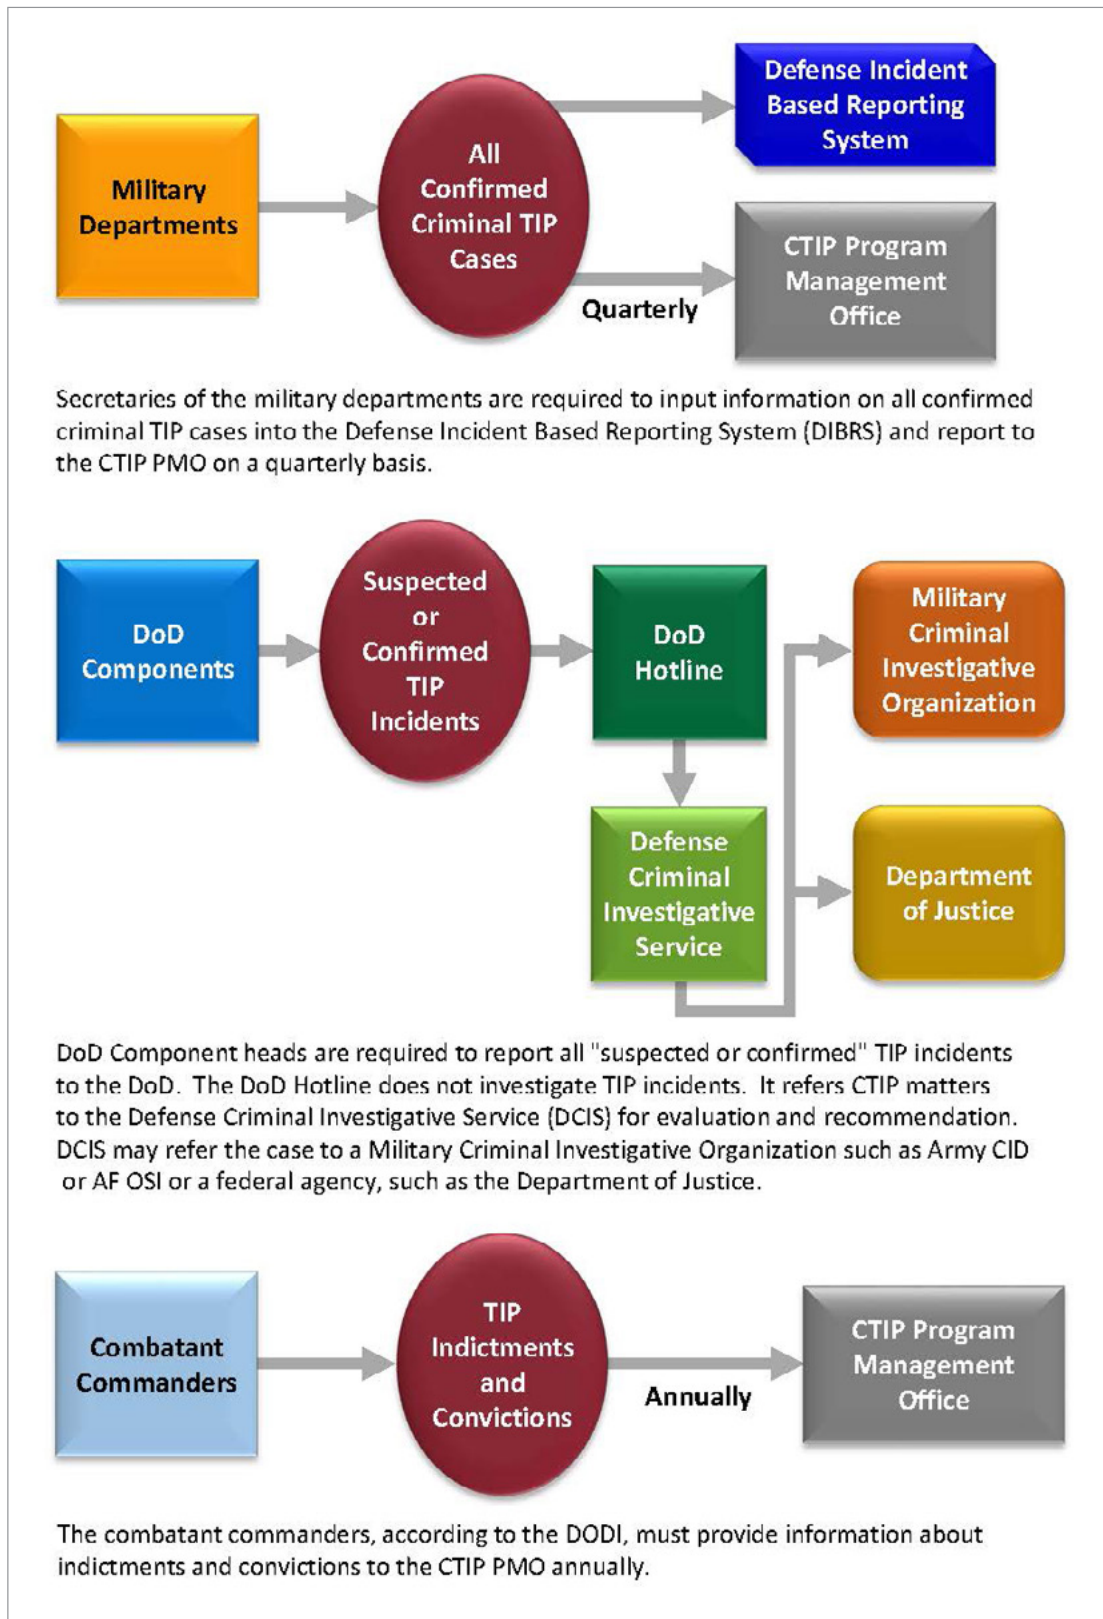 Military
Departments
All
Confirmed
Criminal TIP
Cases
Defense Incident
Based Reporting
System
Quarterly
CTIP Program
Management
Office
Secretaries of the military departments are required to input information on all confirmed
criminal TIP cases into the Defense Incident Based Reporting System (DIBRS) and report to
the CTIP PMO on a quarterly basis.
DoD
Components
Suspected
or
Confirmed
TIP
Incidents
DoD
Hotline
Military
Criminal
Investigative
Organization
Defense
Criminal
Investigative
Service
Department
of Justice
DoD Component heads are required to report all "suspected or confirmed" TIP incidents
to the DoD.  The DoD Hotline does not investigate TIP incidents.  It refers CTIP matters
to the Defense Criminal Investigative Service (DCIS) for evaluation and recommendation.
DCIS may refer the case to a Military Criminal Investigative Organization such as Army CID
or AF OSI or a federal agency, such as the Department of Justice.
Combatant
Commanders
TIP
Indictments
and
Convictions
Annually
CTIP Program
Management
Office
The combatant commanders, according to the DODI, must provide information about
indictments and convictions to the CTIP PMO annually.